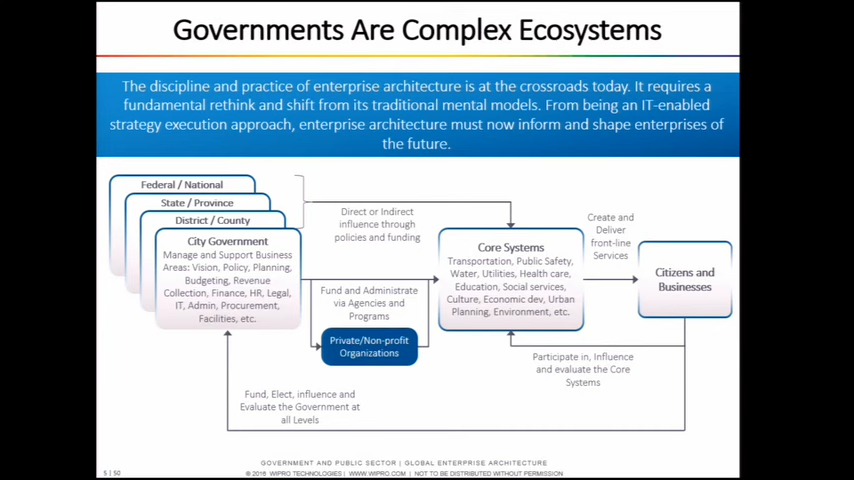 Governments Are Complex Ecosystems
The discipline and practice of enterprise architecture is at the crossroads today. It requires a
fundamental rethink and shift from its traditional mental models. From being an IT-enabled
strategy execution approach, enterprise architecture must now inform and shape enterprises of
the future.
Federal / National
State / Province
District / County
City Government
Manage and Support Business
Areas: Vision, Policy, Planning,
Budgeting, Revenue
Collection, Finance, HR, Legal,
IT, Admin, Procurement,
Facilities, etc.
Direct or Indirect
influence through
policies and funding
Fund and Administrate
via Agencies and
Programs
Private/Non-profit
Organizations
Core Systems
Transportation, Public Safety,
Water, Utilities, Health care,
Education, Social services,
Culture, Economic dev, Urban
Planning, Environment, etc.
Create and
Deliver
front-line
Services
Citizens and
Businesses
Participate in, Influence
and evaluate the Core
Systems
Fund, Elect, influence and
Evaluate the Government at
all Levels
GOVERNMENT AND PUBLIC SECTOR | GLOBAL ENTERPRISE ARCHITECTURE
5 | 50
© 2016 WIPRO TECHNOLOGIES | WWW.WIPRO.COM | NOT TO BE DISTRIBUTED WITHOUT PERMISSION